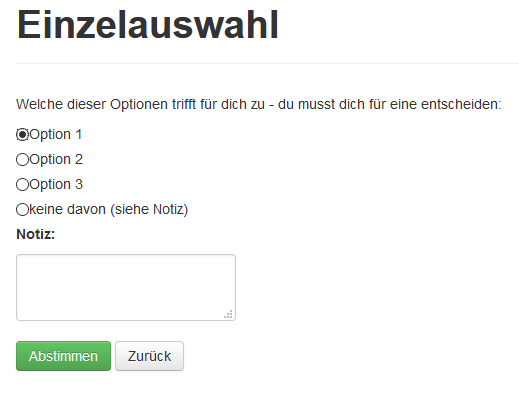 Einzelauswahl
Welche dieser Optionen trifft für dich zu - du musst dich für eine entscheiden:
Option 1
Option 2
Option 3
keine davon (siehe Notiz)
Notiz:
Abstimmen Zurück